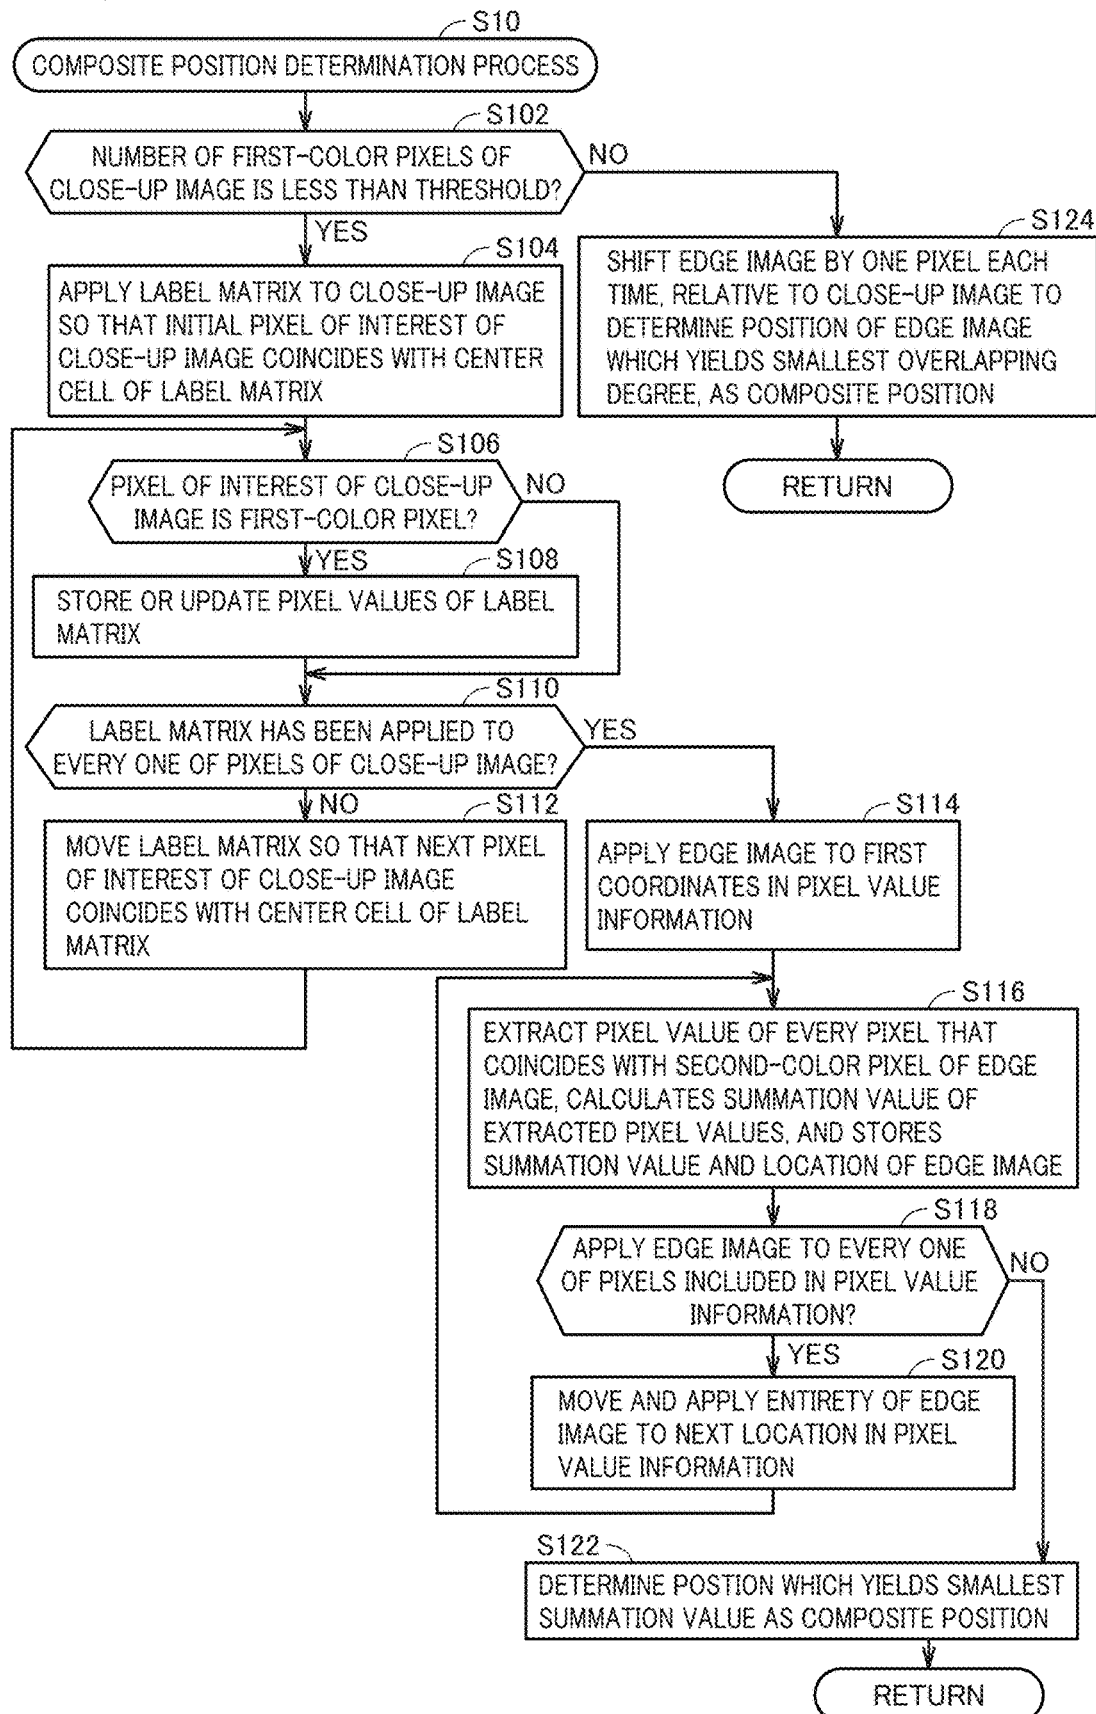 S10
COMPOSITE POSITION DETERMINATION PROCESS
S102
NUMBER OF FIRST-COLOR PIXELS OF
CLOSE-UP IMAGE IS LESS THAN THRESHOLD?
NO
YES
S124
SHIFT EDGE IMAGE BY ONE PIXEL EACH
TIME, RELATIVE TO CLOSE-UP IMAGE TO
DETERMINE POSITION OF EDGE IMAGE
WHICH YIELDS SMALLEST OVERLAPPING
DEGREE, AS COMPOSITE POSITION
RETURN
S104
APPLY LABEL MATRIX TO CLOSE-UP IMAGE
SO THAT INITIAL PIXEL OF INTEREST OF
CLOSE-UP IMAGE COINCIDES WITH CENTER
CELL OF LABEL MATRIX
S106
PIXEL OF INTEREST OF CLOSE-UP
IMAGE IS FIRST-COLOR PIXEL?
NO
YES
S108
STORE OR UPDATE PIXEL VALUES OF LABEL
MATRIX
S110
LABEL MATRIX HAS BEEN APPLIED TO
EVERY ONE OF PIXELS OF CLOSE-UP IMAGE?
YES
NO
S112
MOVE LABEL MATRIX SO THAT NEXT PIXEL
OF INTEREST OF CLOSE-UP IMAGE
COINCIDES WITH CENTER CELL OF LABEL
MATRIX
S114
APPLY EDGE IMAGE TO FIRST
COORDINATES IN PIXEL VALUE
INFORMATION
S116
EXTRACT PIXEL VALUE OF EVERY PIXEL THAT
COINCIDES WITH SECOND-COLOR PIXEL OF EDGE
IMAGE, CALCULATES SUMMATION VALUE OF
EXTRACTED PIXEL VALUES, AND STORES
SUMMATION VALUE AND LOCATION OF EDGE IMAGE
S118
APPLY EDGE IMAGE TO EVERY ONE
OF PIXELS INCLUDED IN PIXEL VALUE
INFORMATION?
NO
YES
S120
MOVE AND APPLY ENTIRETY OF EDGE
IMAGE TO NEXT LOCATION IN PIXEL
VALUE INFORMATION
S122
DETERMINE POSTION WHICH YIELDS SMALLEST
SUMMATION VALUE AS COMPOSITE POSITION
RETURN